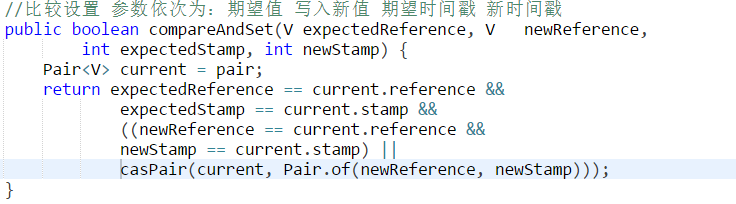 //比较设置 参数依次为：期望值 写入新值 期望时间戳 新时间戳
public boolean compareAndSet(V expectedReference, V   newReference,
        int expectedStamp, int newStamp) {
    Pair<V> current = pair;
    return expectedReference == current.reference &&
            expectedStamp == current.stamp &&
            ((newReference == current.reference &&
            newStamp == current.stamp) ||
            casPair(current, Pair.of(newReference, newStamp)));
}